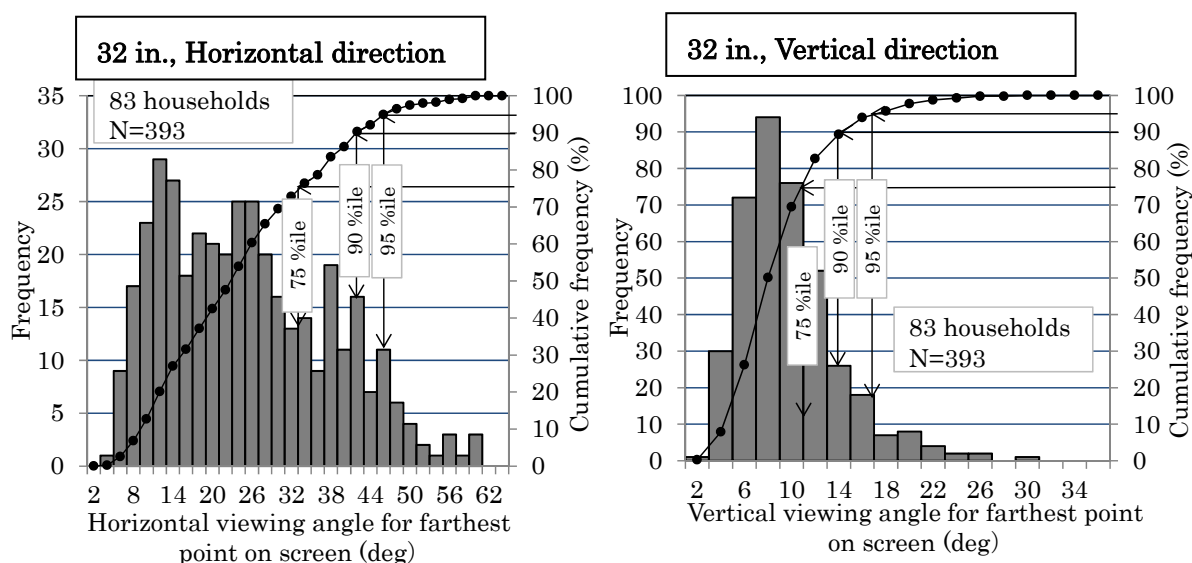 32 in., Horizontal direction
83 households
N=393
35
30
25
20
15
10
5
0
Frequency
100
90
80
70
60
50
40
30
20
10
0
Cumulative frequency (%)
75 %ile
90 %ile
95 %ile
2 8 14 20 26 32 38 44 50 56 62
Horizontal viewing angle for farthest
point on screen (deg)
32 in., Vertical direction
100
90
80
70
60
50
40
30
20
10
0
Frequency
100
90
80
70
60
50
40
30
20
10
0
Cumulative frequency (%)
75 %ile
90 %ile
95 %ile
83 households
N=393
2 6 10 14 18 22 26 30 34
Vertical viewing angle for farthest point
on screen (deg)